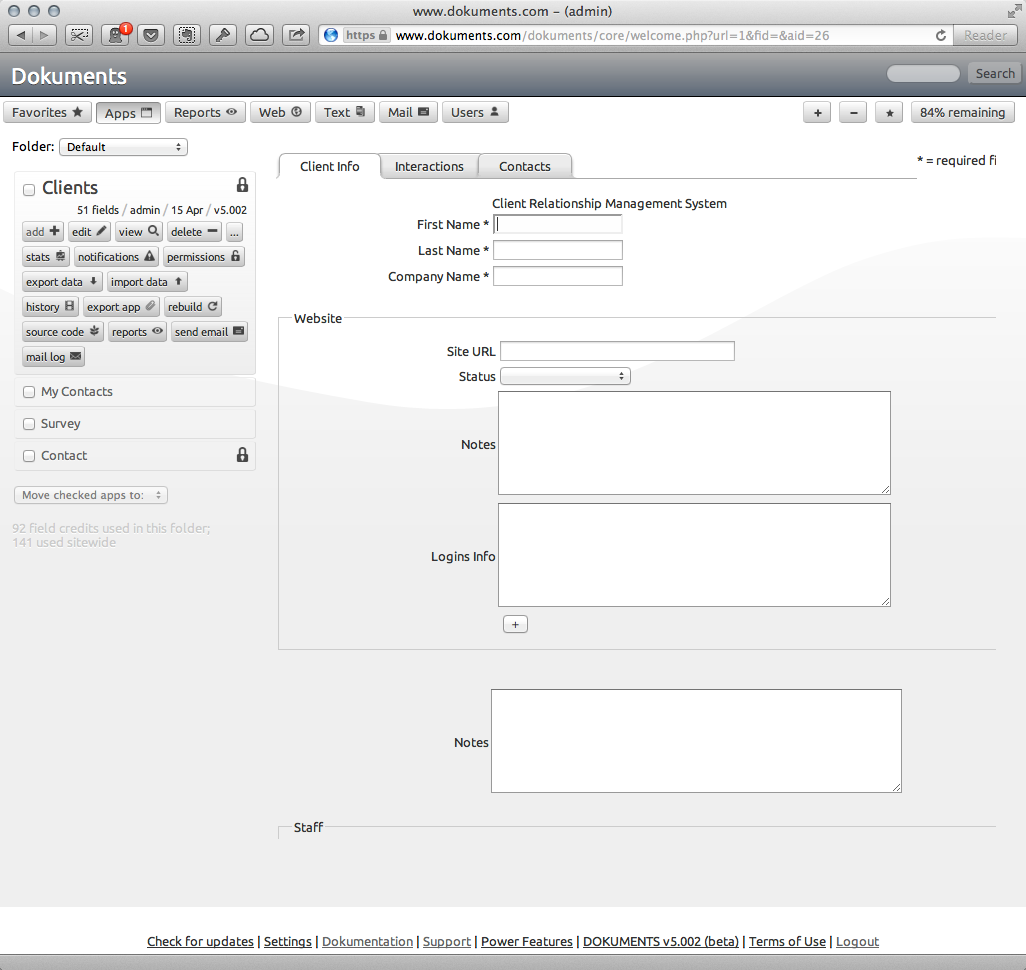 www.dokuments.com – (admin)
1
https www.dokuments.com/dokuments/core/welcome.php?url=1&fid=&aid=26
Reader
Dokuments
Search
Favorites Apps Reports Web Text Mail Users + − 84% remaining
Folder: Default
* = required fi
Client Info Interactions Contacts
Clients
51 fields / admin / 15 Apr / v5.002
add edit view delete ...
stats notifications permissions
export data import data
history export app rebuild
source code reports send email
mail log
My Contacts
Survey
Contact
Move checked apps to:
92 field credits used in this folder;
141 used sitewide
Client Relationship Management System
First Name *
Last Name *
Company Name *
Website
Site URL
Status
Notes
Logins Info
+
Notes
Staff
Check for updates | Settings | Dokumentation | Support | Power Features | DOKUMENTS v5.002 (beta) | Terms of Use | Logout